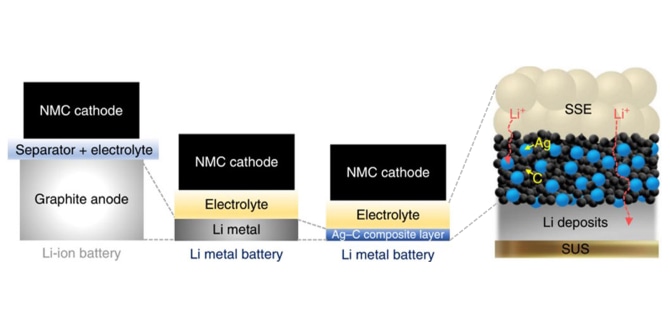 NMC cathode
Separator + electrolyte
Graphite anode
Li-ion battery
NMC cathode
Electrolyte
Li metal
Li metal battery
NMC cathode
Electrolyte
Ag–C composite layer
Li metal battery
Li⁺
SSE
Li⁺
Ag
C
Li deposits
SUS